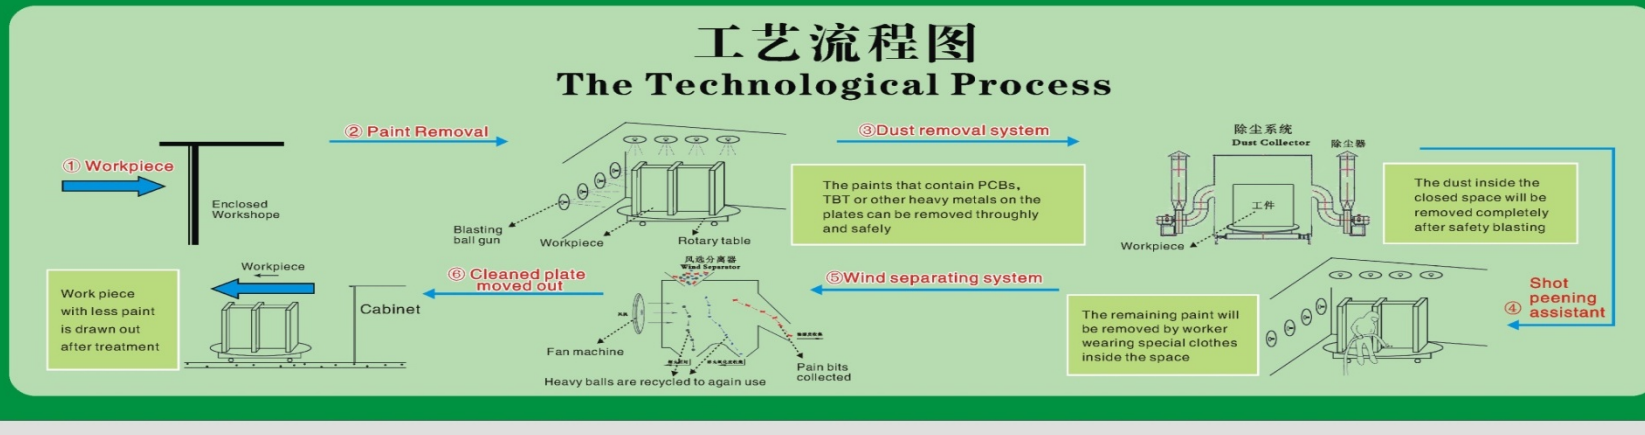 工艺流程图
The Technological Process
① Workpiece
Enclosed
Workshope
② Paint Removal
Blasting
ball gun
Workpiece
Rotary table
③Dust removal system
The paints that contain PCBs,
TBT or other heavy metals on the
plates can be removed throughly
and safely
除尘系统
Dust Collector
除尘器
工件
Workpiece
The dust inside the
closed space will be
removed completely
after safety blasting
④
Shot
peening
assistant
The remaining paint will
be removed by worker
wearing special clothes
inside the space
⑤Wind separating system
风选分离器
Wind Separator
Fan machine
Pain bits
collected
Heavy balls are recycled to again use
⑥ Cleaned plate
moved out
Workpiece
Cabinet
Work piece
with less paint
is drawn out
after treatment